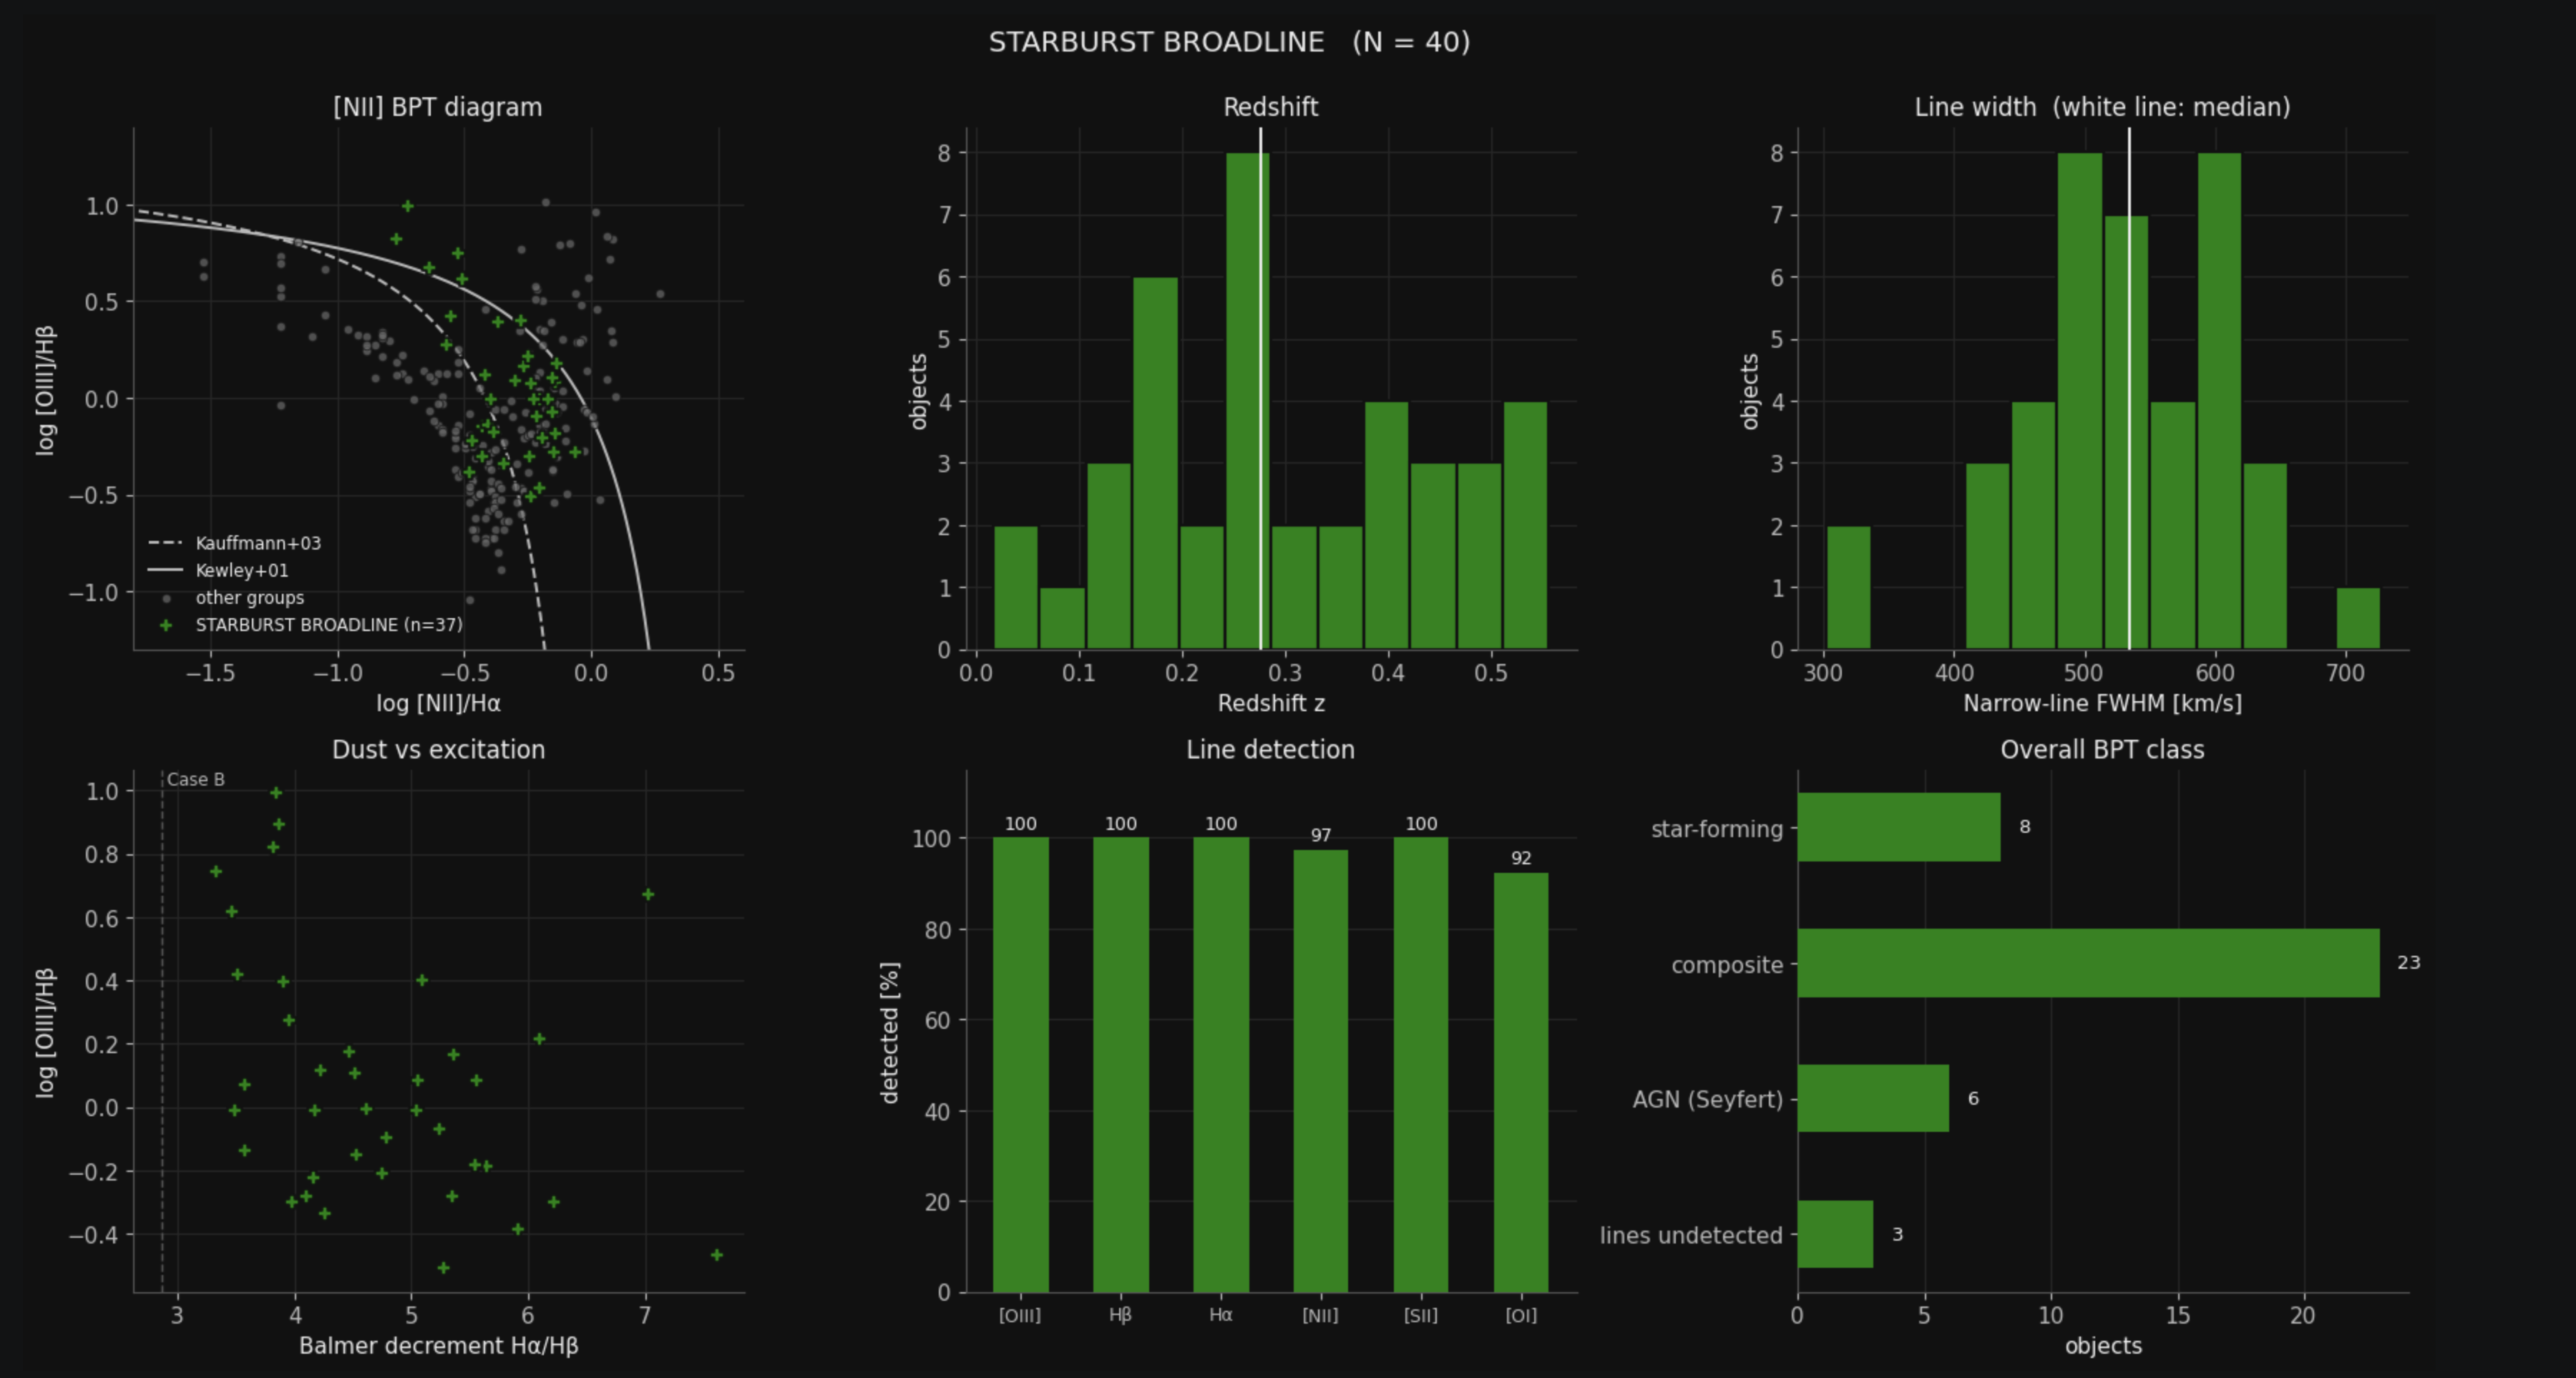 STARBURST BROADLINE (N = 40)
[NII] BPT diagram
log [OIII]/Hβ
1.0
0.5
0.0
−0.5
−1.0
Kauffmann+03
Kewley+01
other groups
STARBURST BROADLINE (n=37)
−1.5 −1.0 −0.5 0.0 0.5
log [NII]/Hα
Redshift
objects
8
7
6
5
4
3
2
1
0
0.0 0.1 0.2 0.3 0.4 0.5
Redshift z
Line width (white line: median)
objects
8
7
6
5
4
3
2
1
0
300 400 500 600 700
Narrow-line FWHM [km/s]
Dust vs excitation
Case B
log [OIII]/Hβ
1.0
0.8
0.6
0.4
0.2
0.0
−0.2
−0.4
3 4 5 6 7
Balmer decrement Hα/Hβ
Line detection
detected [%]
100 100 100 97 100 92
100
80
60
40
20
0
[OIII] Hβ Hα [NII] [SII] [OI]
Overall BPT class
star-forming 8
composite 23
AGN (Seyfert) 6
lines undetected 3
0 5 10 15 20
objects